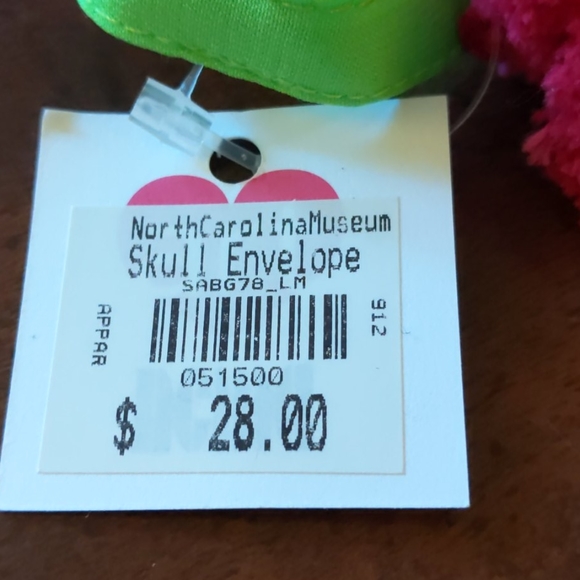 NorthCarolinaMuseum
Skull Envelope
SABG78_LM
APPAR
912
051500
$ 28.00